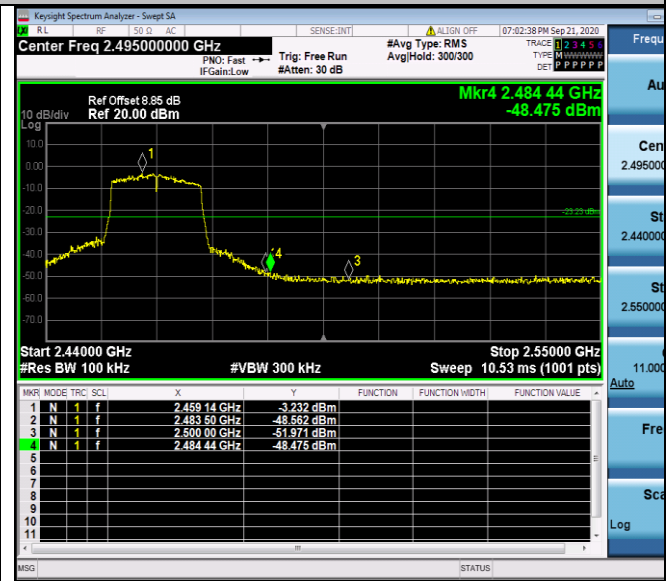 Keysight Spectrum Analyzer - Swept SA
RL RF 50 Ω AC SENSE:INT ALIGN OFF 07:02:38 PM Sep 21, 2020
Center Freq 2.495000000 GHz
PNO: Fast
IFGain:Low
Trig: Free Run
#Atten: 30 dB
#Avg Type: RMS
Avg|Hold: 300/300
TRACE 1 2 3 4 5 6
TYPE M WWWWW
DET P P P P P P
Frequ
Ref Offset 8.85 dB
10 dB/div Ref 20.00 dBm
Log
Mkr4 2.484 44 GHz
-48.475 dBm
10.0
0.00
-10.0
-20.0
-30.0
-40.0
-50.0
-60.0
-70.0
1
4
3
-23.23 dBm
Start 2.44000 GHz
#Res BW 100 kHz
#VBW 300 kHz
Stop 2.55000 GHz
Sweep 10.53 ms (1001 pts)
MKR MODE TRC SCL X Y FUNCTION FUNCTION WIDTH FUNCTION VALUE
1 N 1 f 2.459 14 GHz -3.232 dBm
2 N 1 f 2.483 50 GHz -48.562 dBm
3 N 1 f 2.500 00 GHz -51.971 dBm
4 N 1 f 2.484 44 GHz -48.475 dBm
5
6
7
8
9
10
11
MSG STATUS
Au
Cen
2.495000
St
2.440000
St
2.550000
11.000
Auto
Fre
Sca
Log